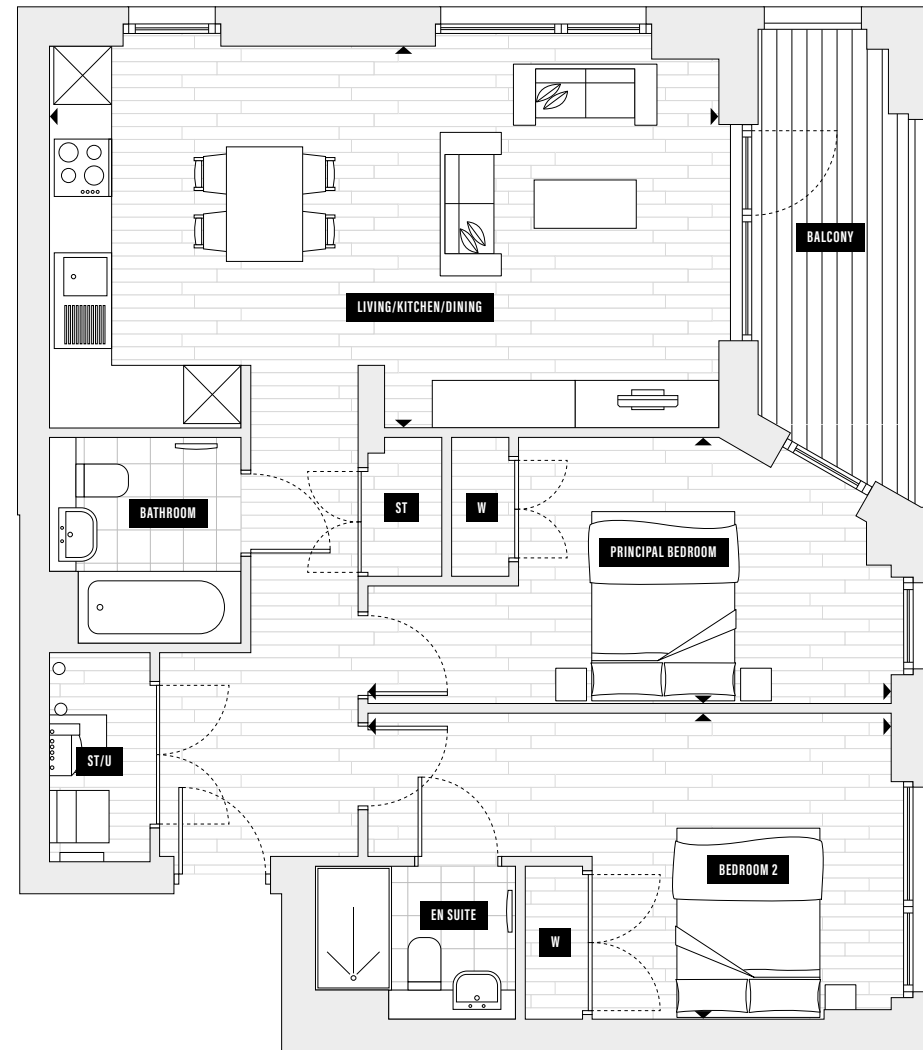 BALCONY
LIVING/KITCHEN/DINING
BATHROOM
ST
W
PRINCIPAL BEDROOM
ST/U
BEDROOM 2
EN SUITE
W